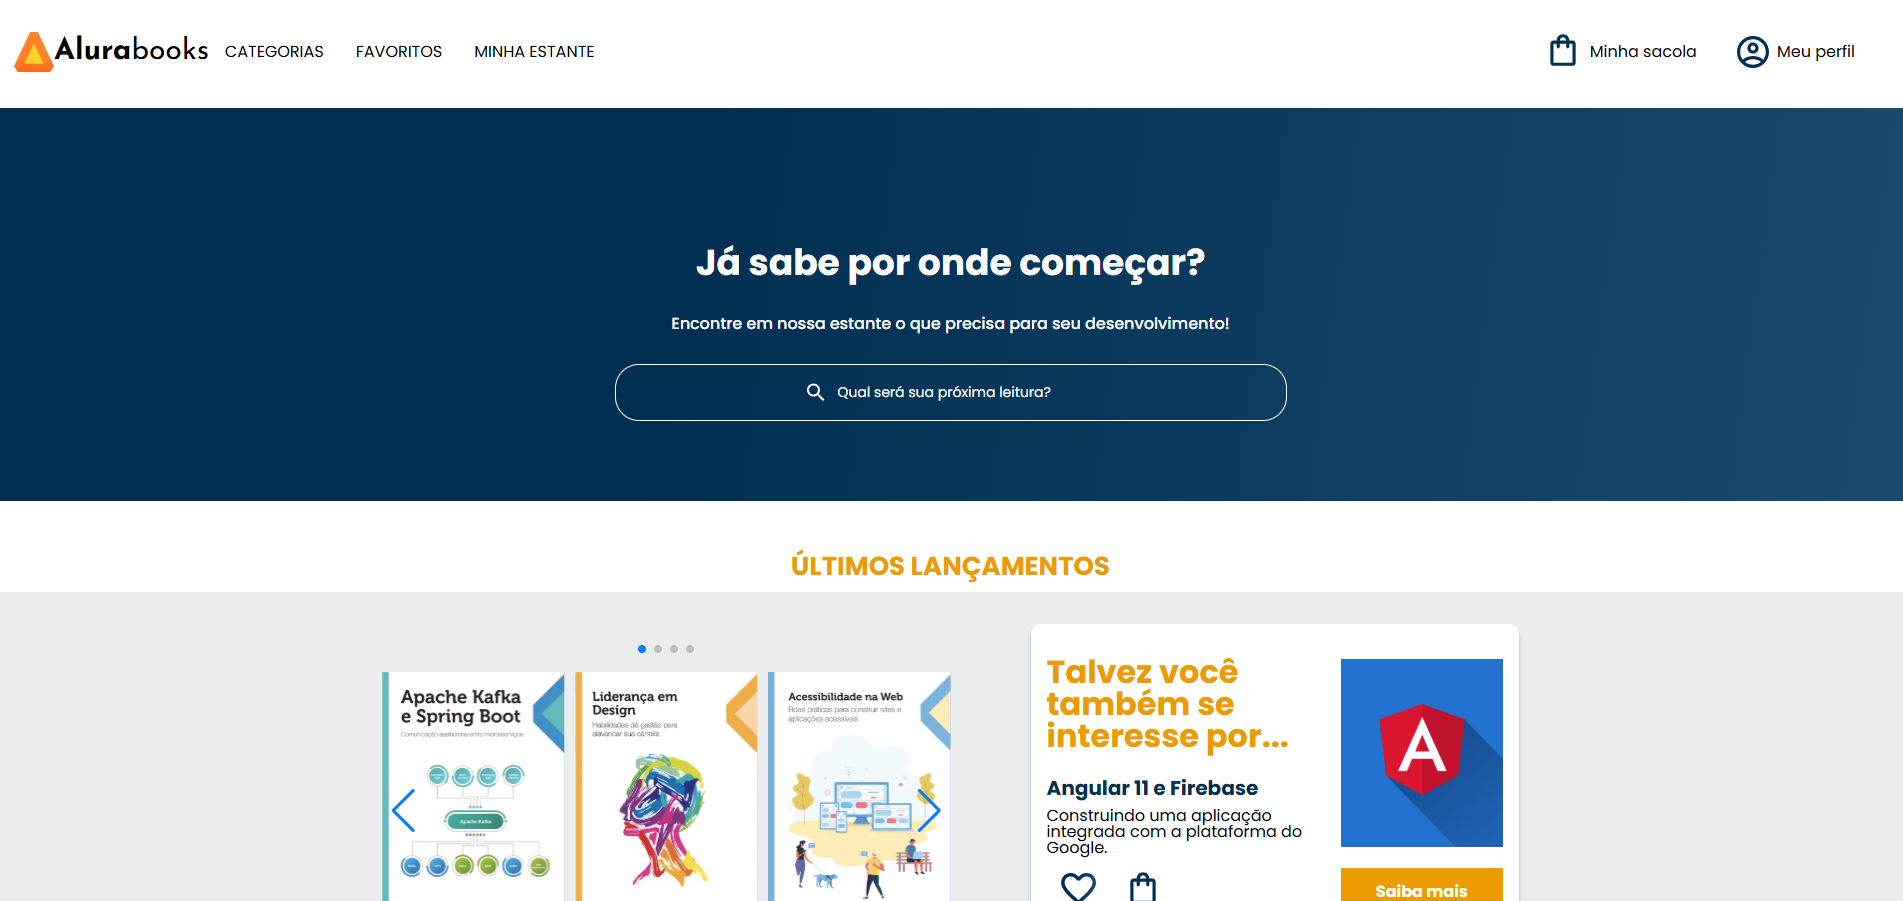 Alurabooks CATEGORIAS FAVORITOS MINHA ESTANTE Minha sacola Meu perfil
Já sabe por onde começar?
Encontre em nossa estante o que precisa para seu desenvolvimento!
Qual será sua próxima leitura?
ÚLTIMOS LANÇAMENTOS
Apache Kafka
e Spring Boot
Comunicação assíncrona entre microsserviços
Apache Kafka
Liderança em
Design
Habilidades de gestão para
alavancar sua carreira
Acessibilidade na Web
Boas práticas para construir sites e
aplicações acessíveis
Talvez você
também se
interesse por...
Angular 11 e Firebase
Construindo uma aplicação
integrada com a plataforma do
Google.
A
Saiba mais